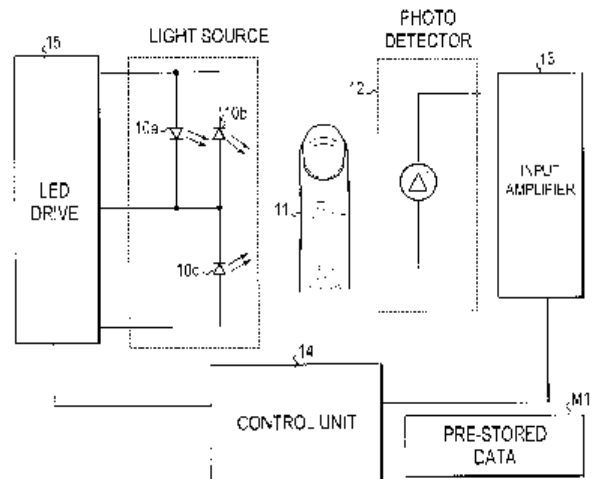 LIGHT SOURCE
PHOTO
DETECTOR
15
10a
10b
10c
LED
DRIVE
11
12
13
INPUT
AMPLIFIER
14
CONTROL UNIT
M1
PRE-STORED
DATA